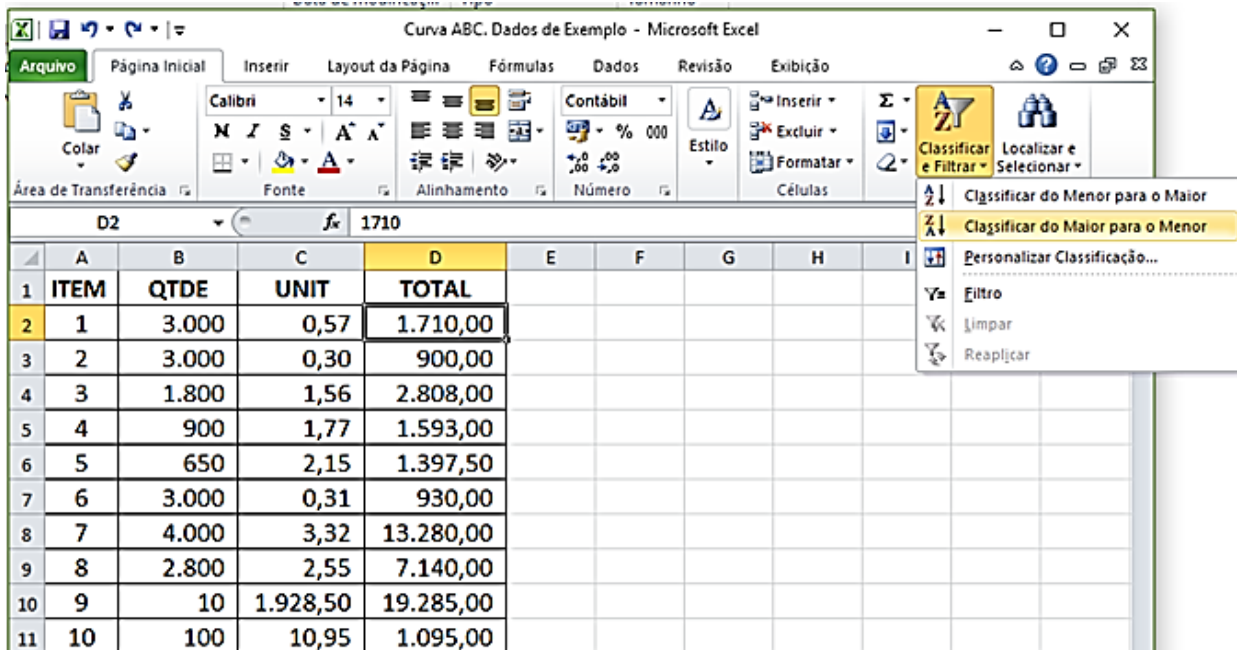 Curva ABC. Dados de Exemplo - Microsoft Excel
Arquivo Página Inicial Inserir Layout da Página Fórmulas Dados Revisão Exibição
Colar
Área de Transferência
Calibri 14
N I S A A
A
Fonte
Alinhamento
Contábil
% 000
Número
Estilo
Inserir
Excluir
Formatar
Células
Σ
Classificar e Filtrar
Localizar e Selecionar
Classificar do Menor para o Maior
Classificar do Maior para o Menor
Personalizar Classificação...
Filtro
Limpar
Reaplicar
D2 fx 1710
A B C D E F G H I
1 ITEM QTDE UNIT TOTAL
2 1 3.000 0,57 1.710,00
3 2 3.000 0,30 900,00
4 3 1.800 1,56 2.808,00
5 4 900 1,77 1.593,00
6 5 650 2,15 1.397,50
7 6 3.000 0,31 930,00
8 7 4.000 3,32 13.280,00
9 8 2.800 2,55 7.140,00
10 9 10 1.928,50 19.285,00
11 10 100 10,95 1.095,00